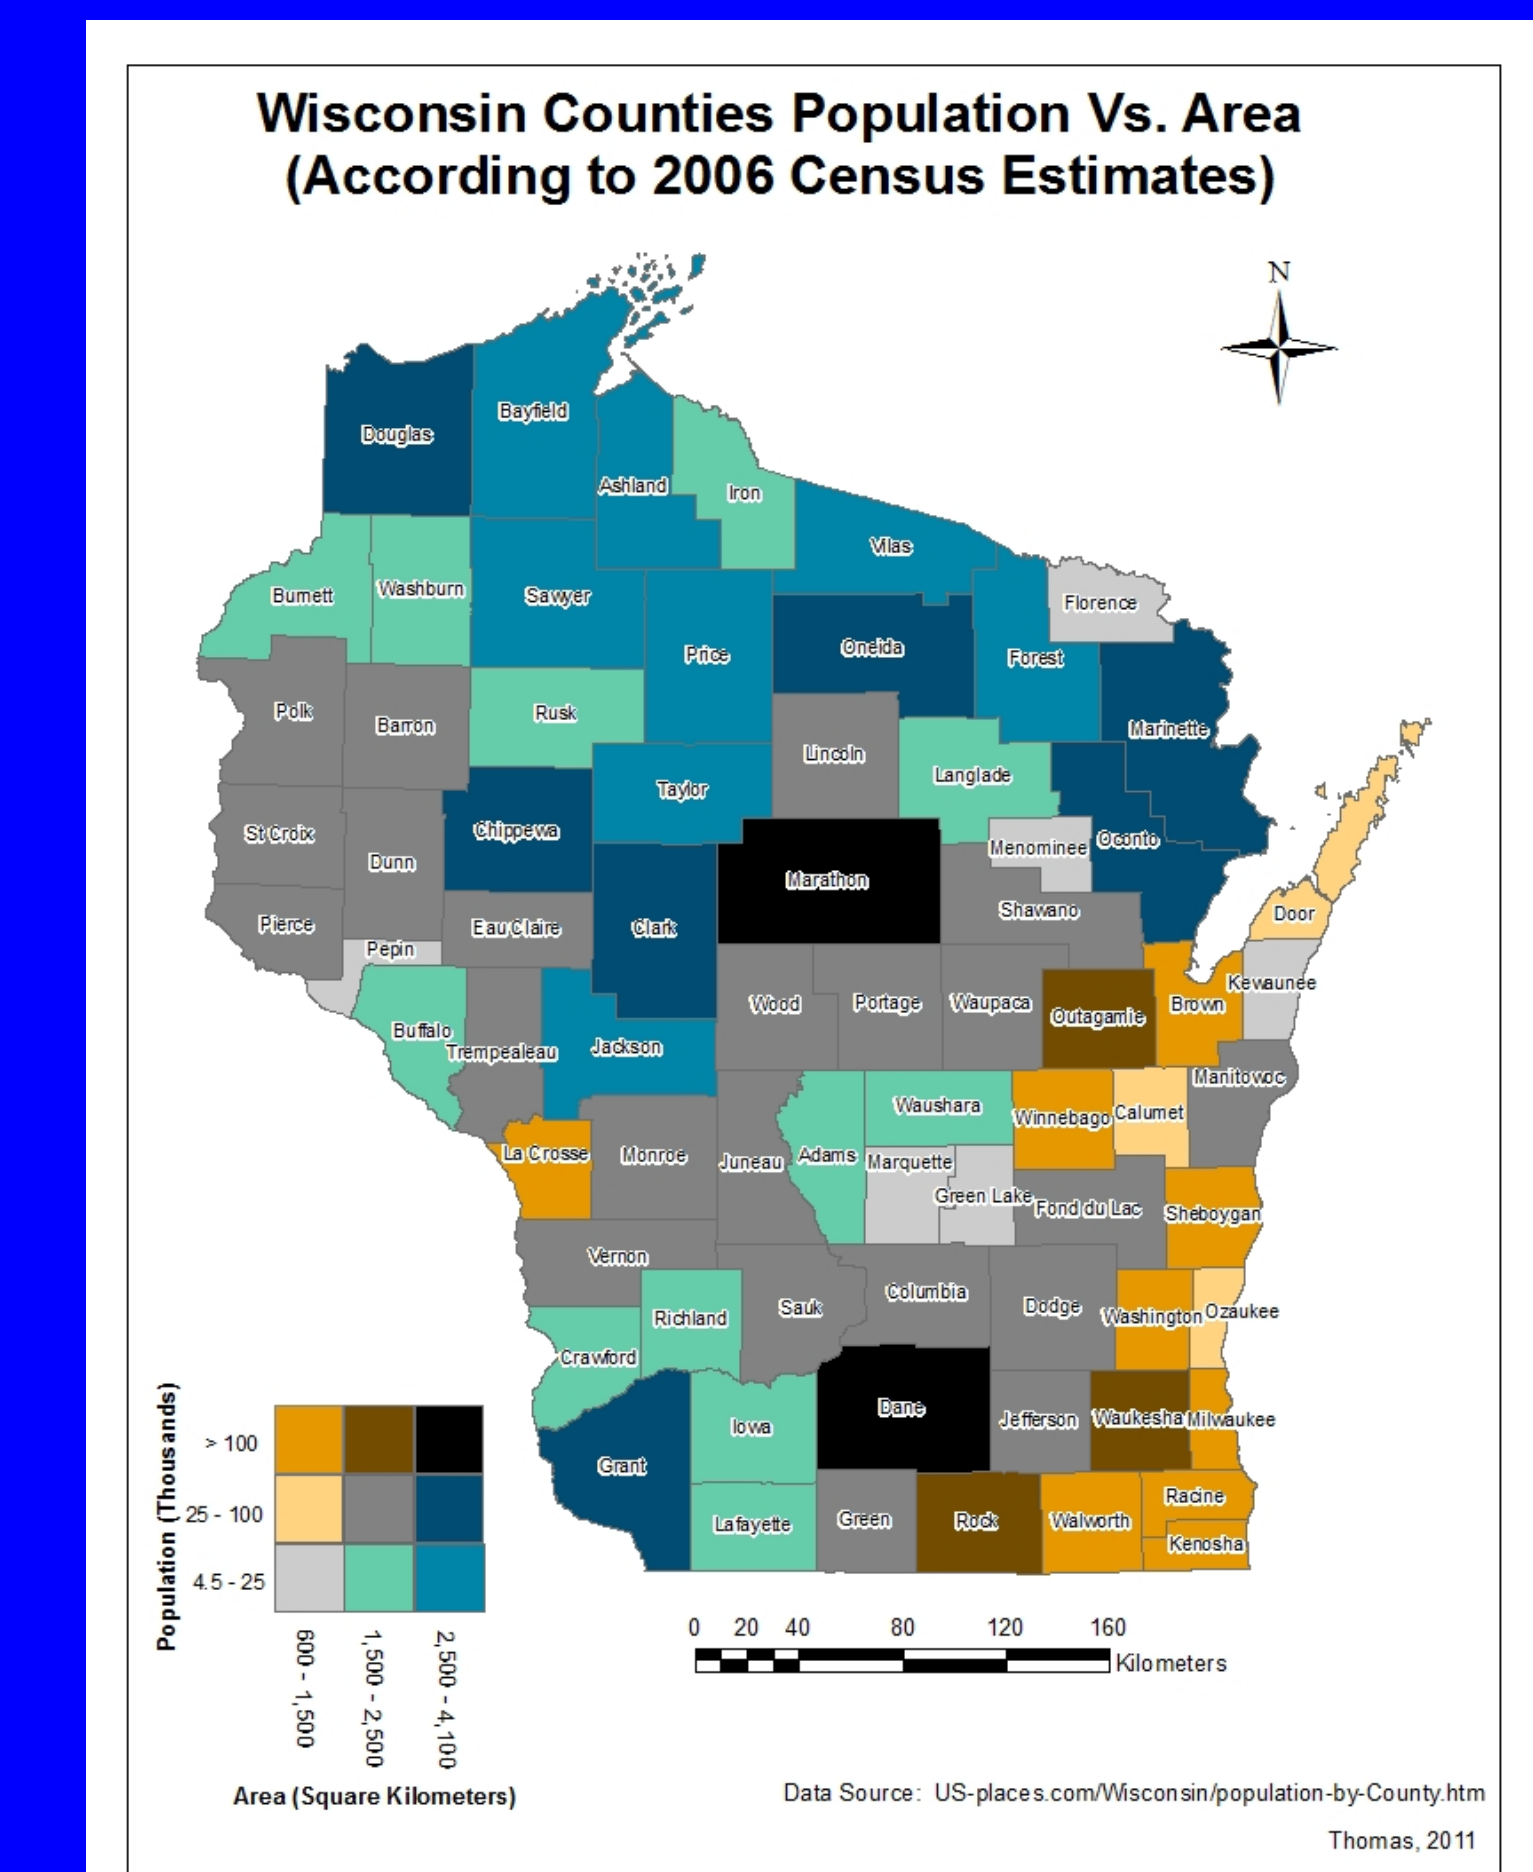 Wisconsin Counties Population Vs. Area
(According to 2006 Census Estimates)
N
Bayfield
Douglas
Ashland
Iron
Vilas
Burnett
Washburn
Sawyer
Florence
Price
Oneida
Forest
Polk
Barron
Rusk
Marinette
Lincoln
Langlade
Taylor
St Croix
Chippewa
Oconto
Menominee
Dunn
Marathon
Shawano
Door
Pierce
Eau Claire
Clark
Pepin
Kewaunee
Wood
Portage
Waupaca
Brown
Outagamie
Buffalo
Trempealeau
Jackson
Manitowoc
Waushara
Winnebago
Calumet
La Crosse
Monroe
Juneau
Adams
Marquette
Green Lake
Fond du Lac
Sheboygan
Vernon
Columbia
Sauk
Dodge
Richland
Washington
Ozaukee
Crawford
Dane
Iowa
Jefferson
Waukesha
Milwaukee
Grant
Racine
Lafayette
Green
Rock
Walworth
Kenosha
Population (Thousands)
> 100
25 - 100
4.5 - 25
600 - 1,500
1,500 - 2,500
2,500 - 4,100
Area (Square Kilometers)
0 20 40 80 120 160
Kilometers
Data Source: US-places.com/Wisconsin/population-by-County.htm
Thomas, 2011